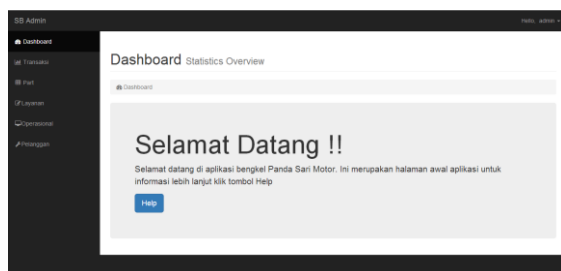 SB Admin
Hello, admin
Dashboard
Transaksi
Part
Layanan
Operasional
Pelanggan
Dashboard Statistics Overview
Dashboard
Selamat Datang !!
Selamat datang di aplikasi bengkel Panda Sari Motor. Ini merupakan halaman awal aplikasi untuk
informasi lebih lanjut klik tombol Help
Help